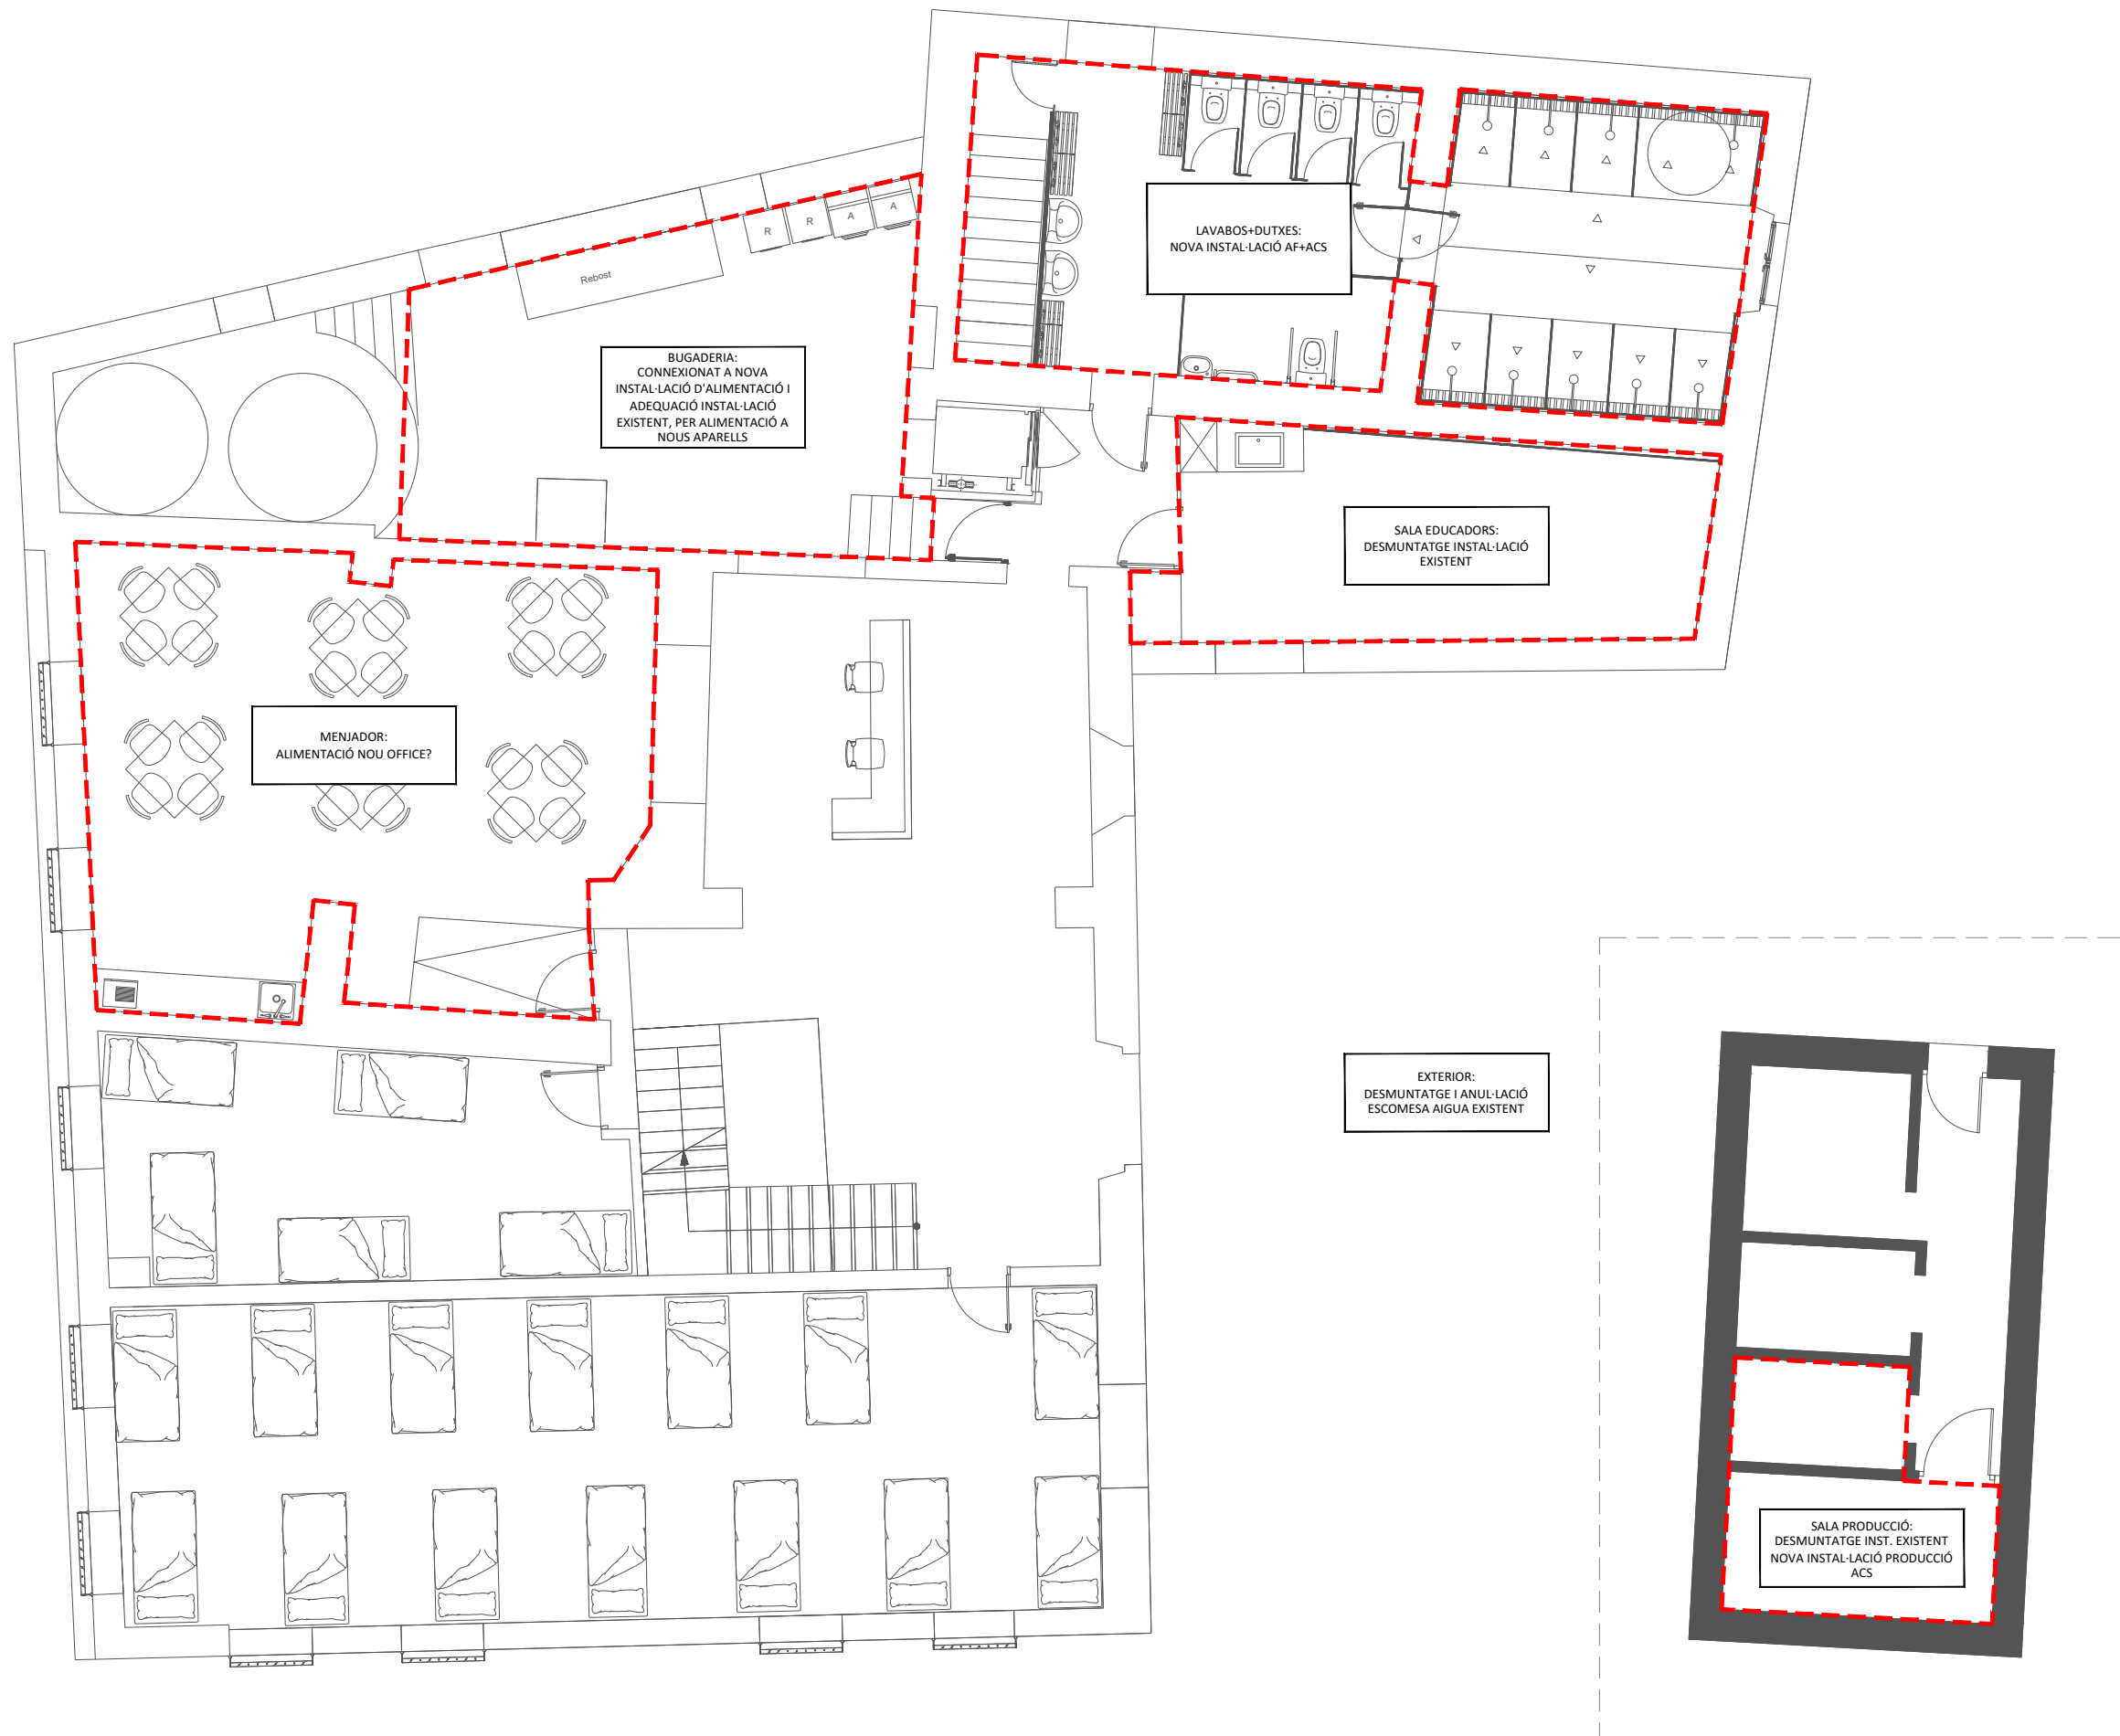 R
R
A
A
Rebost
LAVABOS+DUTXES:
NOVA INSTAL·LACIÓ AF+ACS
BUGADERIA:
CONNEXIONAT A NOVA
INSTAL·LACIÓ D'ALIMENTACIÓ I
ADEQUACIÓ INSTAL·LACIÓ
EXISTENT, PER ALIMENTACIÓ A
NOUS APARELLS
SALA EDUCADORS:
DESMUNTATGE INSTAL·LACIÓ
EXISTENT
MENJADOR:
ALIMENTACIÓ NOU OFFICE?
EXTERIOR:
DESMUNTATGE I ANUL·LACIÓ
ESCOMESA AIGUA EXISTENT
SALA PRODUCCIÓ:
DESMUNTATGE INST. EXISTENT
NOVA INSTAL·LACIÓ PRODUCCIÓ
ACS